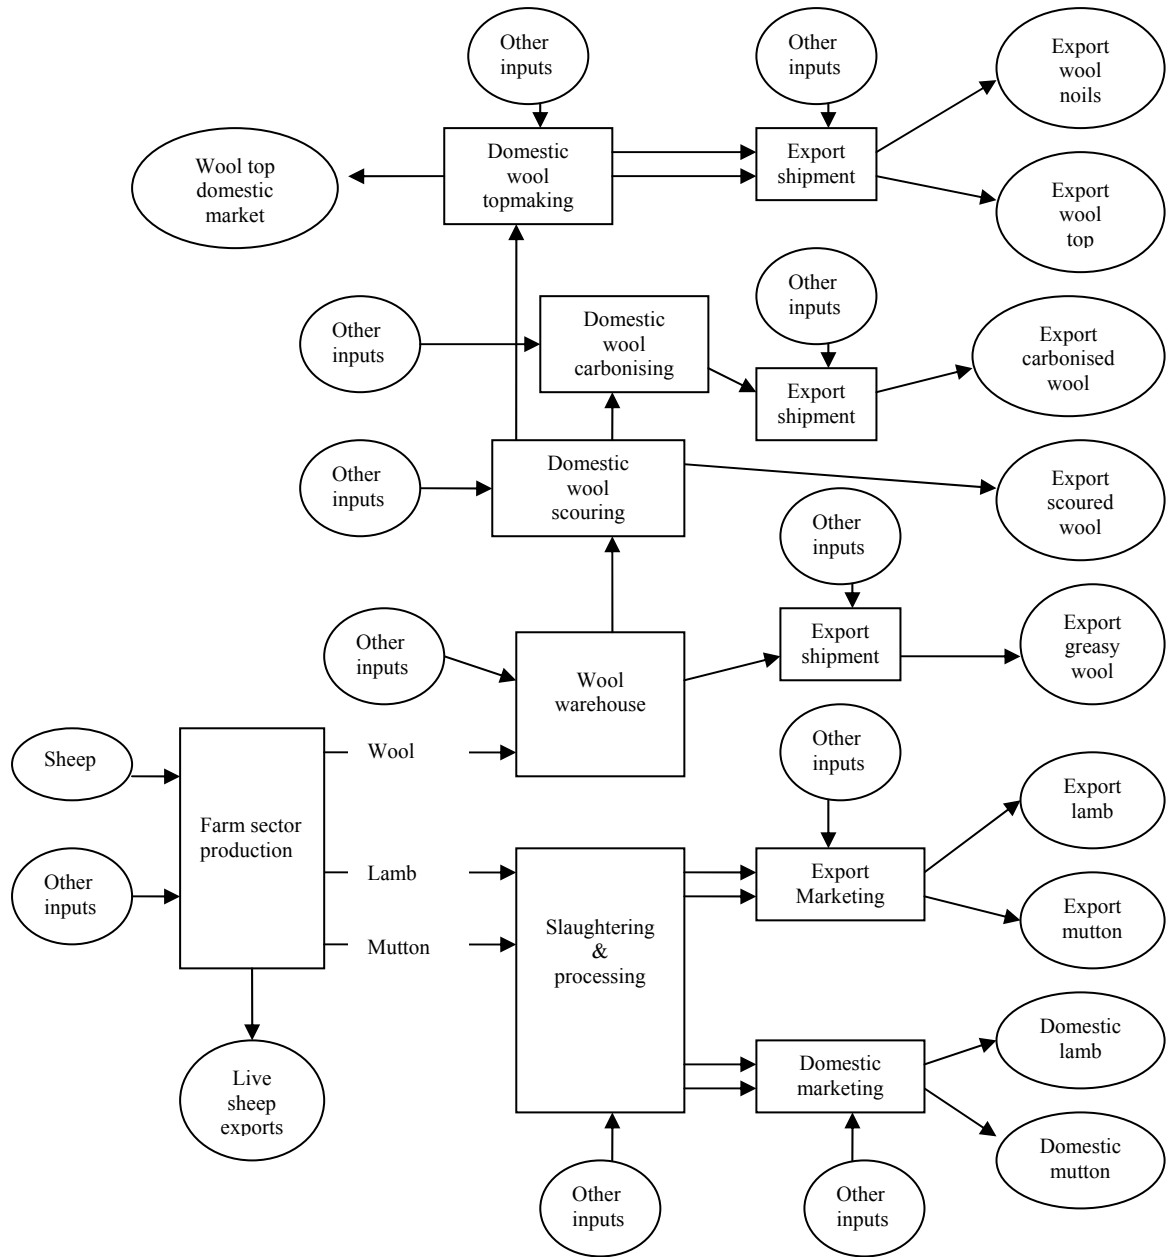 Other
inputs
Other
inputs
Export
wool
noils
Wool top
domestic
market
Domestic
wool
topmaking
Export
shipment
Export
wool
top
Other
inputs
Domestic
wool
carbonising
Other
inputs
Export
shipment
Export
carbonised
wool
Other
inputs
Domestic
wool
scouring
Export
scoured
wool
Other
inputs
Other
inputs
Wool
warehouse
Export
shipment
Export
greasy
wool
Sheep
Other
inputs
Farm sector
production
Wool
Lamb
Mutton
Other
inputs
Export
lamb
Slaughtering
&
processing
Export
Marketing
Export
mutton
Live
sheep
exports
Domestic
marketing
Domestic
lamb
Domestic
mutton
Other
inputs
Other
inputs